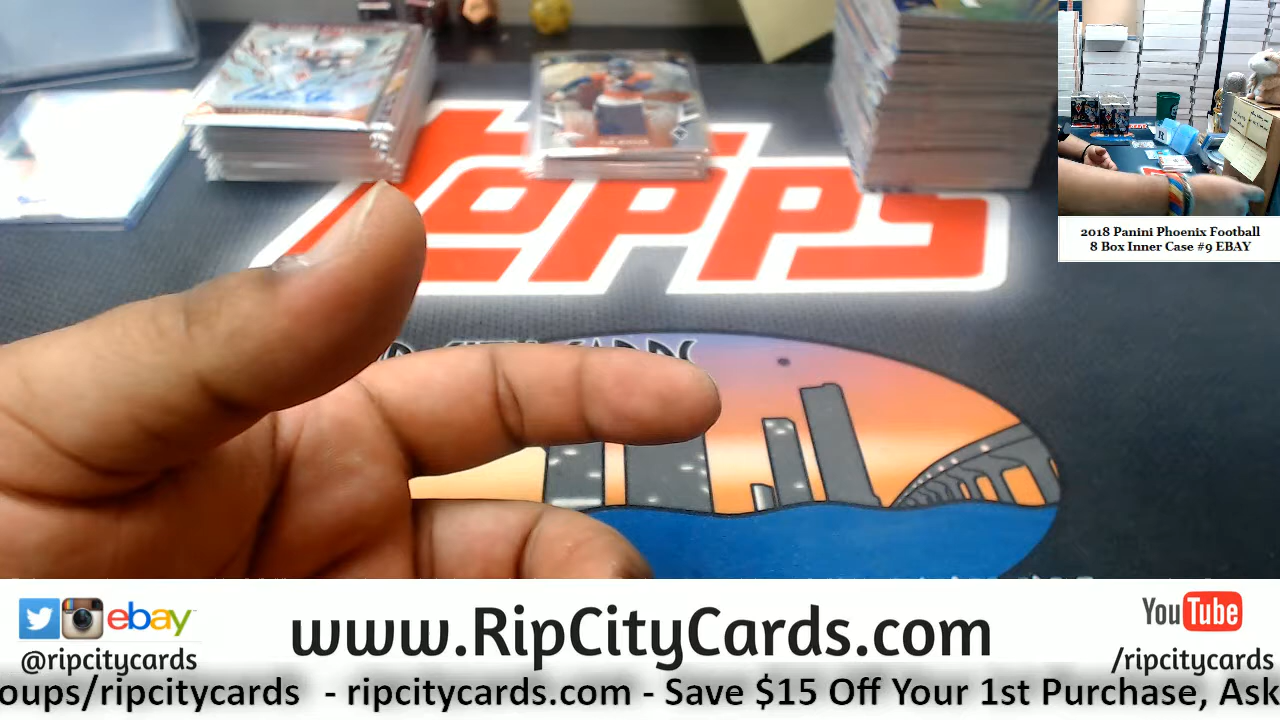 2018 Panini Phoenix Football
8 Box Inner Case #9 EBAY
Topps
ebay
www.RipCityCards.com
YouTube
@ripcitycards
/ripcitycards
oups/ripcitycards - ripcitycards.com - Save $15 Off Your 1st Purchase, Ask